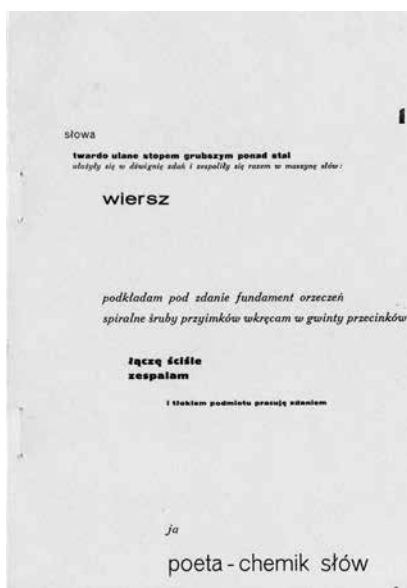 i
słowa
twardo ulane stopem grubszym ponad stal
ułożyły się w dźwignię zdań i zespoliły się razem w maszynę słów:
wiersz
podkładam pod zdanie fundament orzeczeń
spiralne śruby przyimków wkręcam w gwinty przecinków
łączę ściśle
zespalam
i tłokiem podmiotu pracuję zdaniem
ja
poeta-chemik słów